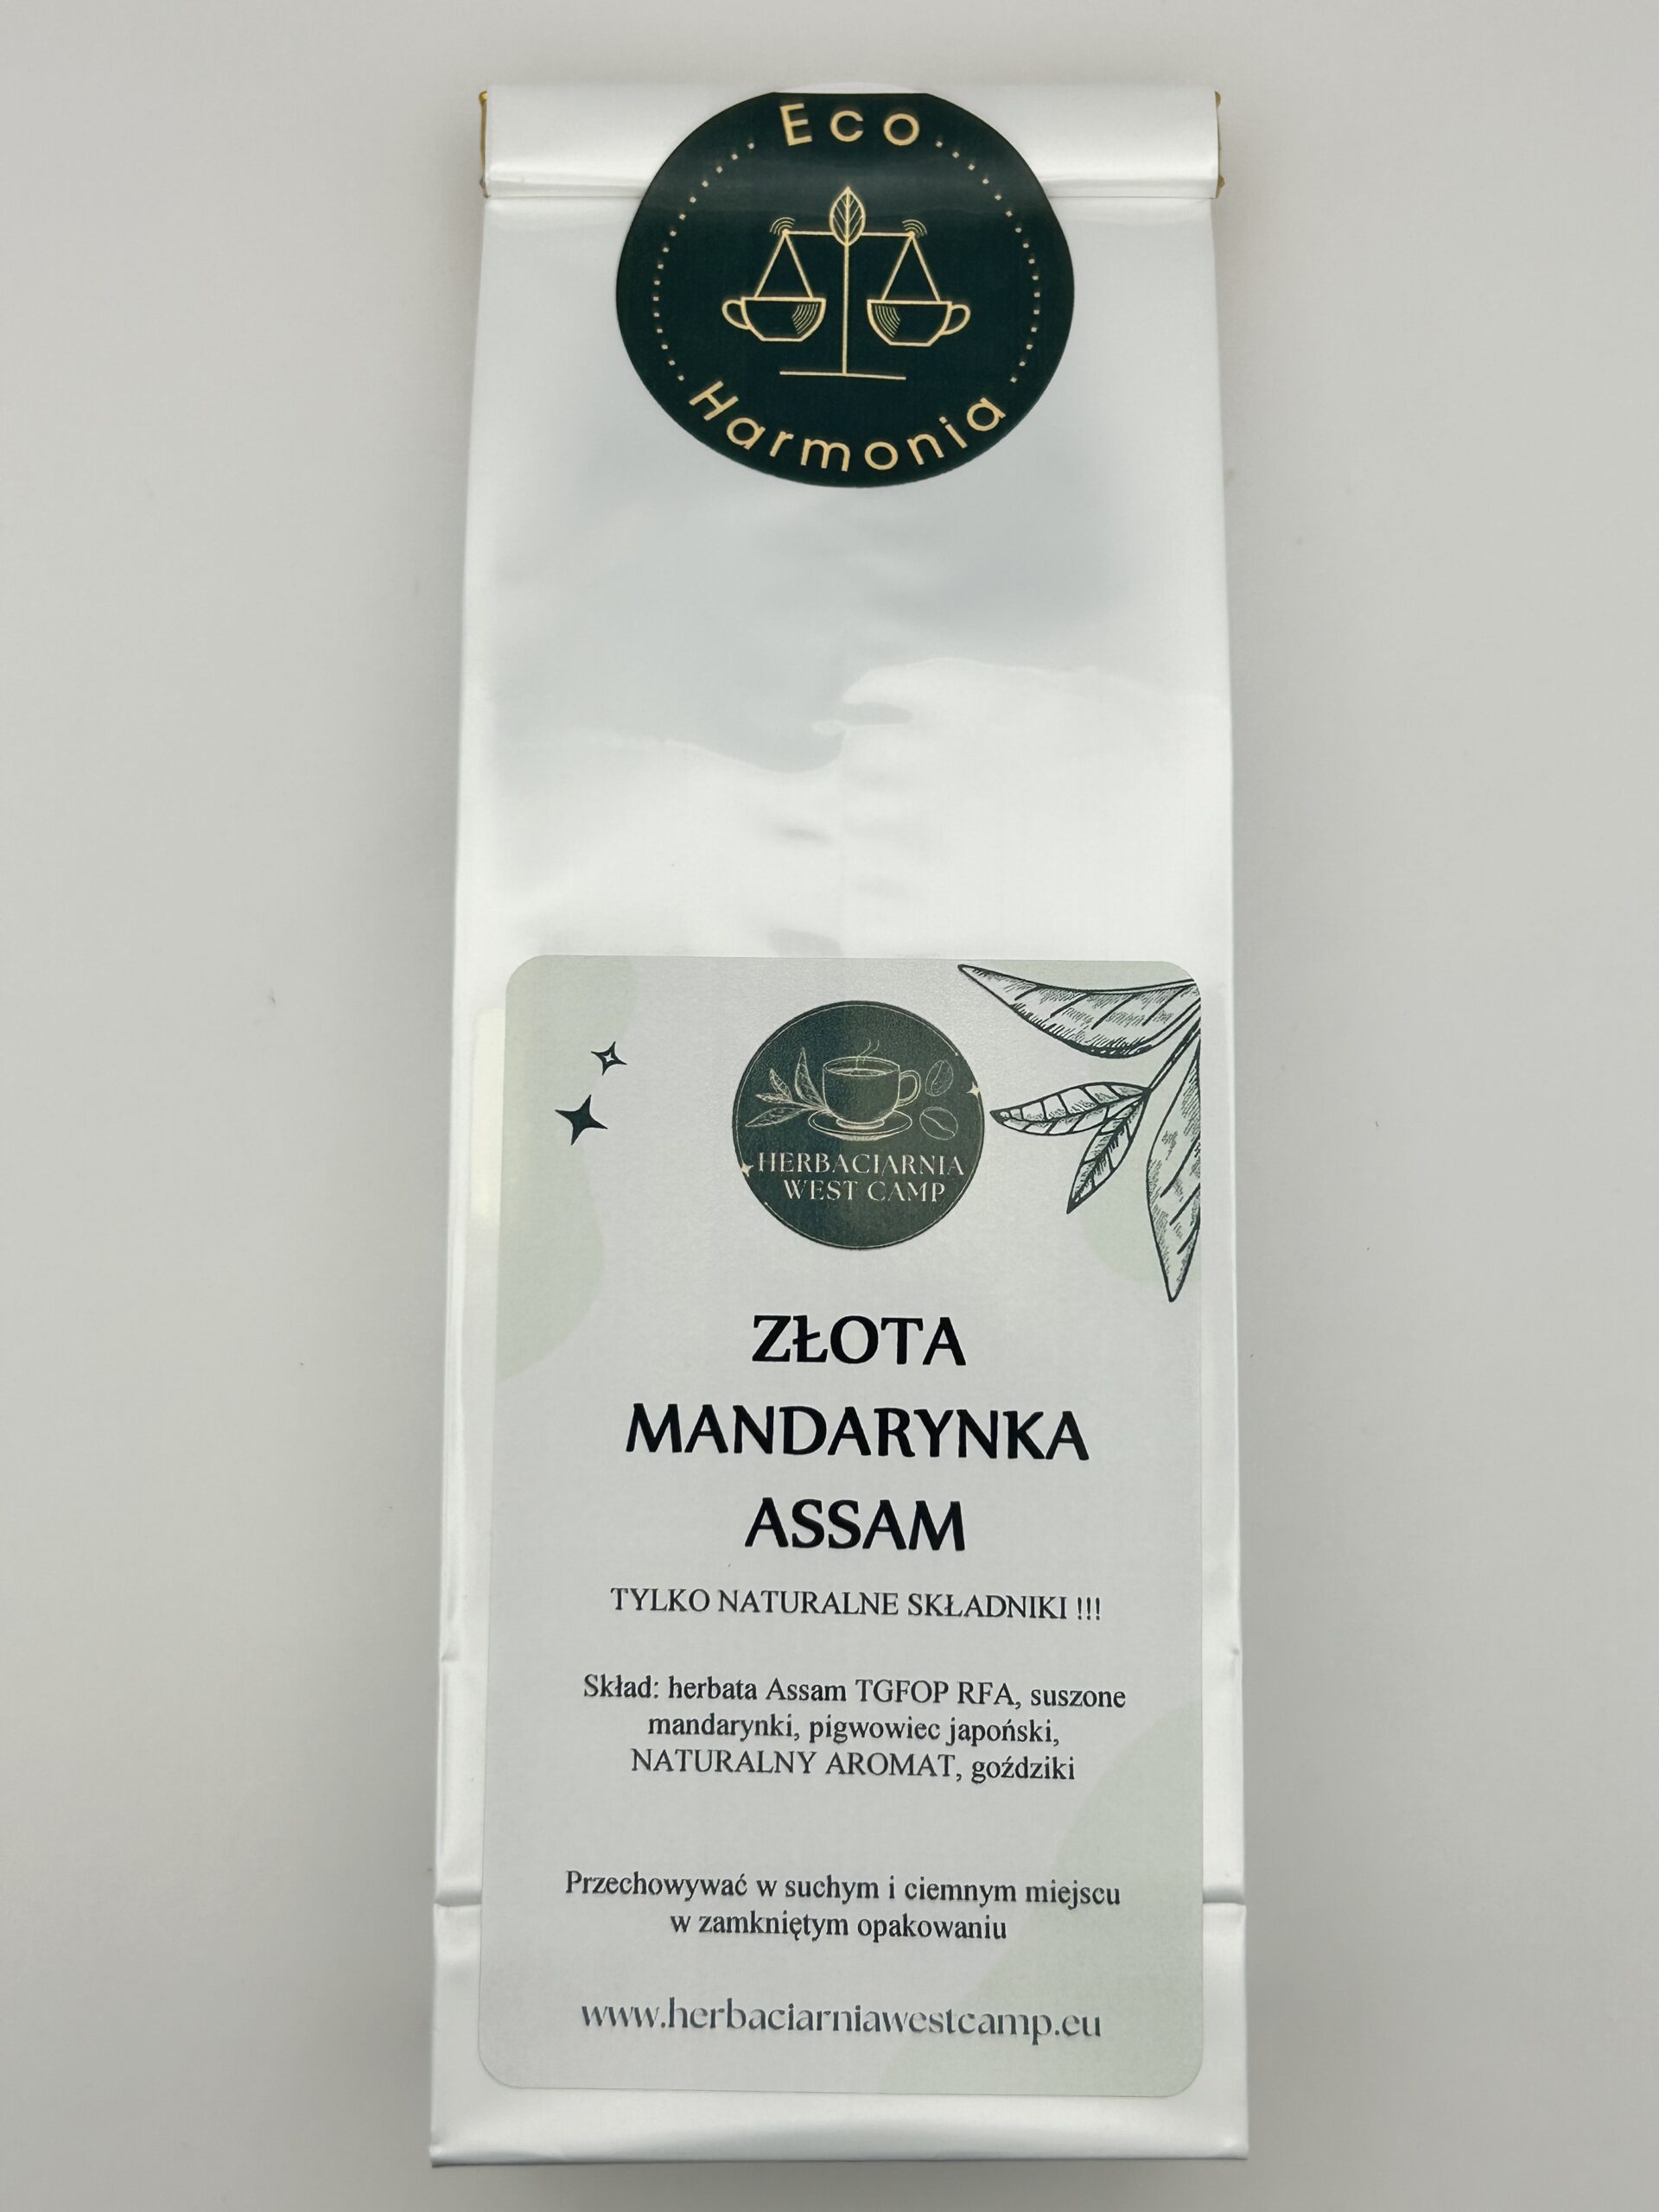 Eco
Harmonia
HERBACIARNIA
WEST CAMP
ZŁOTA
MANDARYNKA
ASSAM
TYLKO NATURALNE SKŁADNIKI !!!
Skład: herbata Assam TGFOP RFA, suszone
mandarynki, pigwowiec japoński,
NATURALNY AROMAT, goździki
Przechowywać w suchym i ciemnym miejscu
w zamkniętym opakowaniu
www.herbaciarniawestcamp.eu